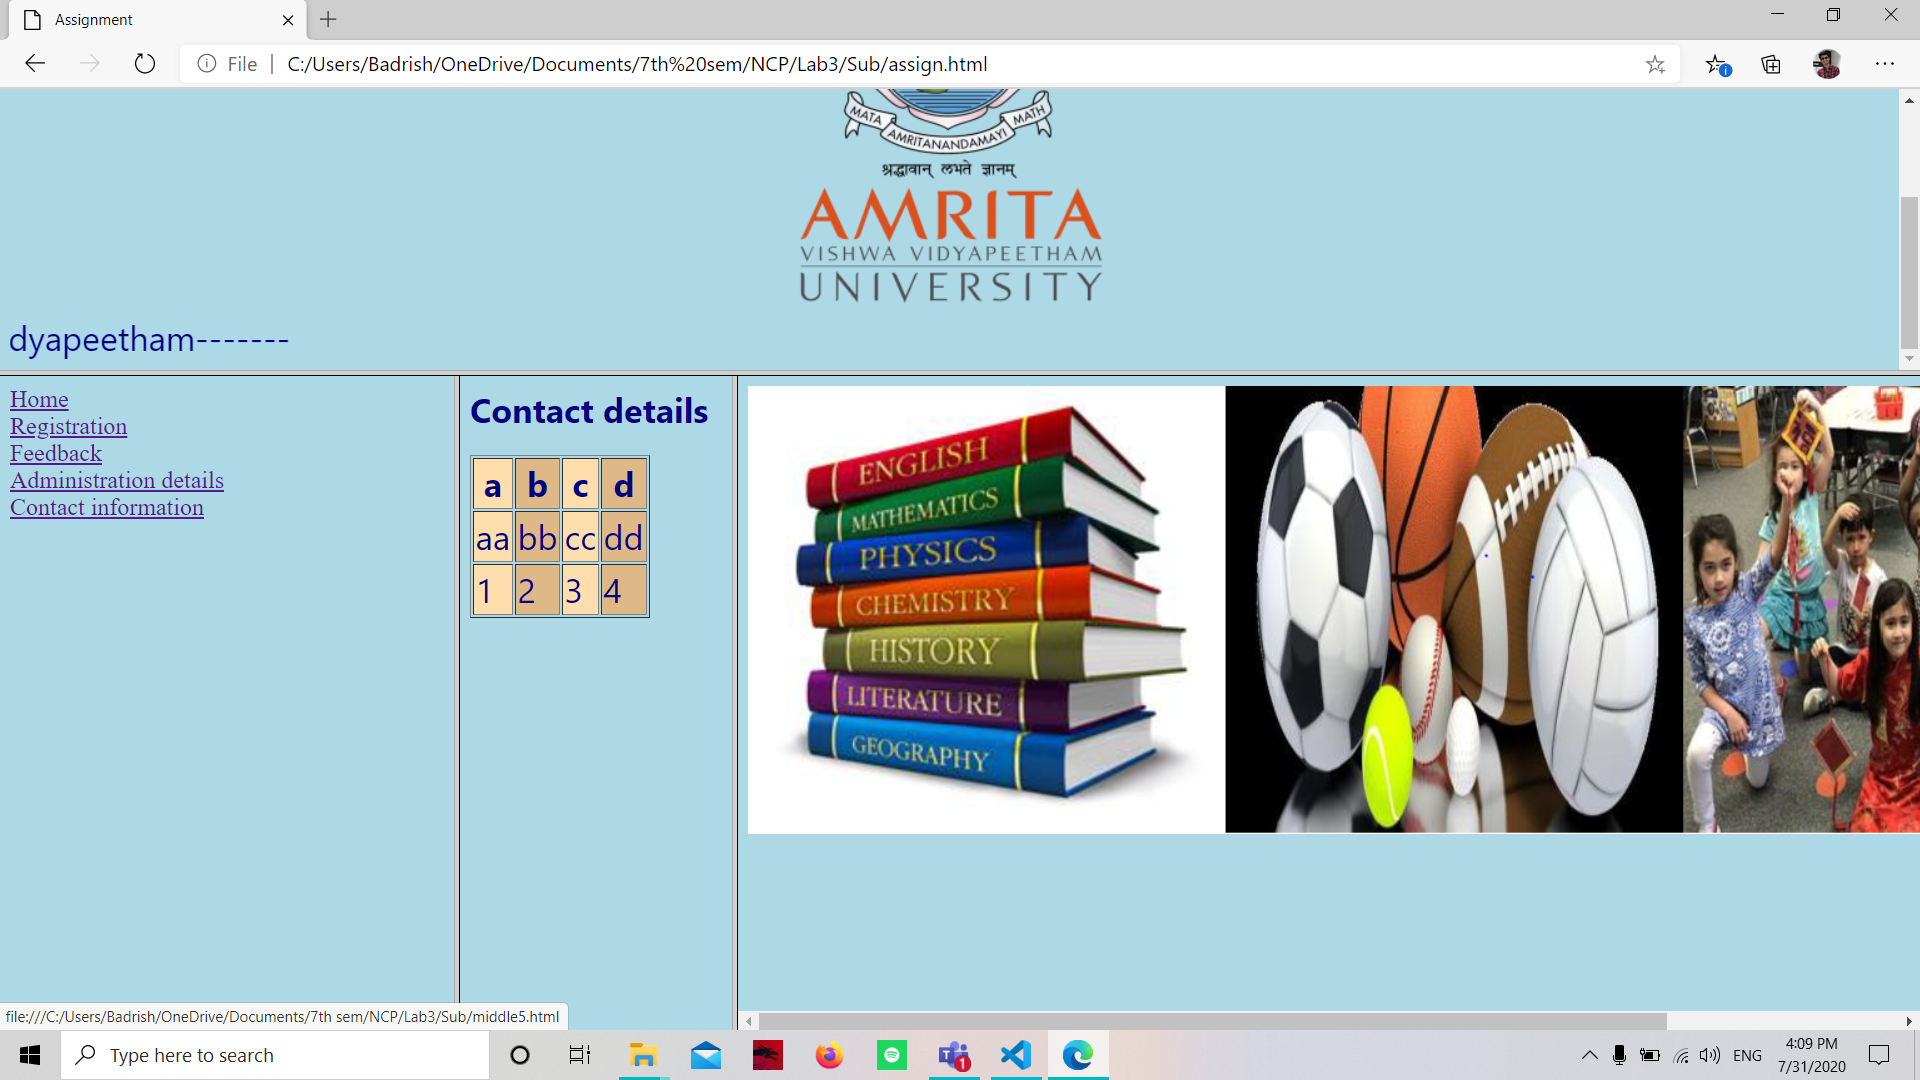 Assignment
File
C:/Users/Badrish/OneDrive/Documents/7th%20sem/NCP/Lab3/Sub/assign.html
MATA AMRITANANDAMAYI MATH
श्रद्धावान् लभते ज्ञानम्
AMRITA
VISHWA VIDYAPEETHAM
UNIVERSITY
dyapeetham-------
Home
Registration
Feedback
Administration details
Contact information
Contact details
a b c d
aa bb cc dd
1 2 3 4
ENGLISH
MATHEMATICS
PHYSICS
CHEMISTRY
HISTORY
LITERATURE
GEOGRAPHY
file:///C:/Users/Badrish/OneDrive/Documents/7th sem/NCP/Lab3/Sub/middle5.html
Type here to search
1
ENG
4:09 PM
7/31/2020